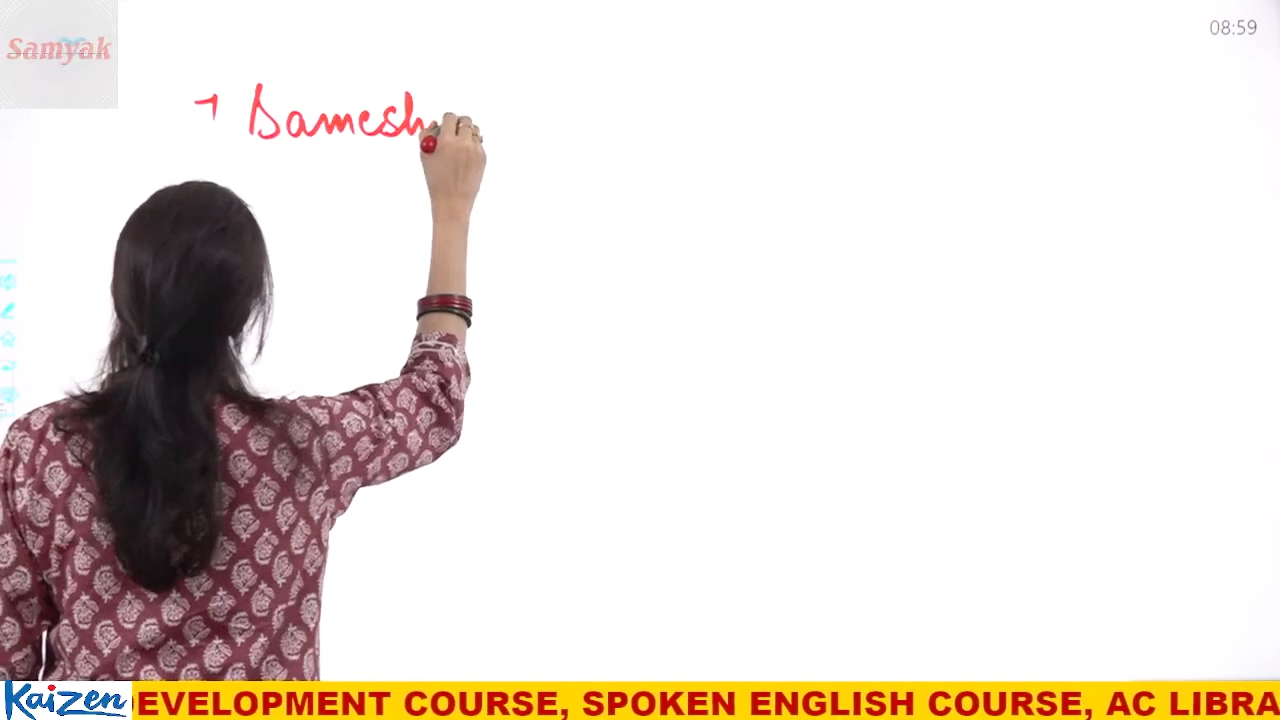 Samyak
08:59
→ Samesh
Kaizen
EVELOPMENT COURSE, SPOKEN ENGLISH COURSE, AC LIBRA